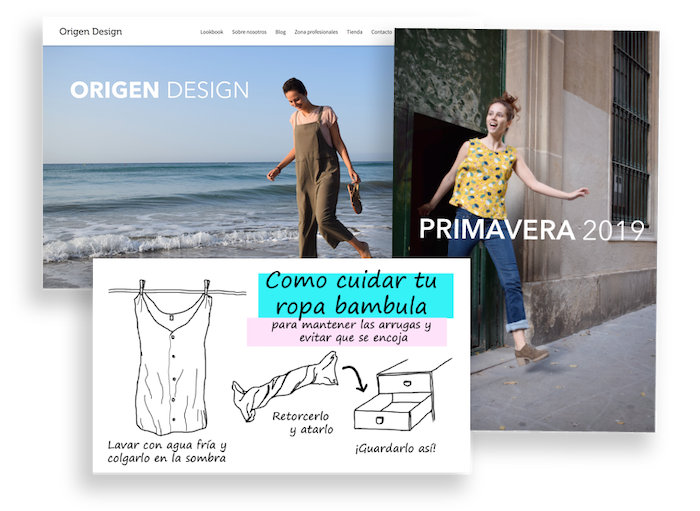 Origen Design
Lookbook Sobre nosotros Blog Zona profesionales Tienda Contacto
ORIGEN DESIGN
PRIMAVERA 2019
Como cuidar tu
ropa bambula
para mantener las arrugas y
evitar que se encoja
Retorcerlo
y atarlo
Lavar con agua fría y
colgarlo en la sombra
¡Guardarlo así!